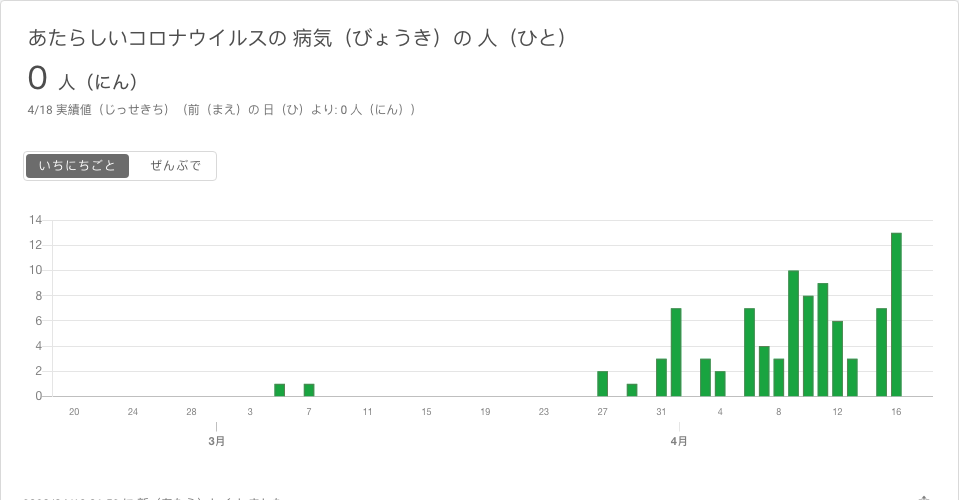 あたらしいコロナウイルスの 病気（びょうき）の 人（ひと）
0 人（にん）
4/18 実績値（じっせきち）（前（まえ）の 日（ひ）より: 0 人（にん））
いちにちごと ぜんぶで
14
12
10
8
6
4
2
0
20 24 28 3 7 11 15 19 23 27 31 4 8 12 16
3月 4月